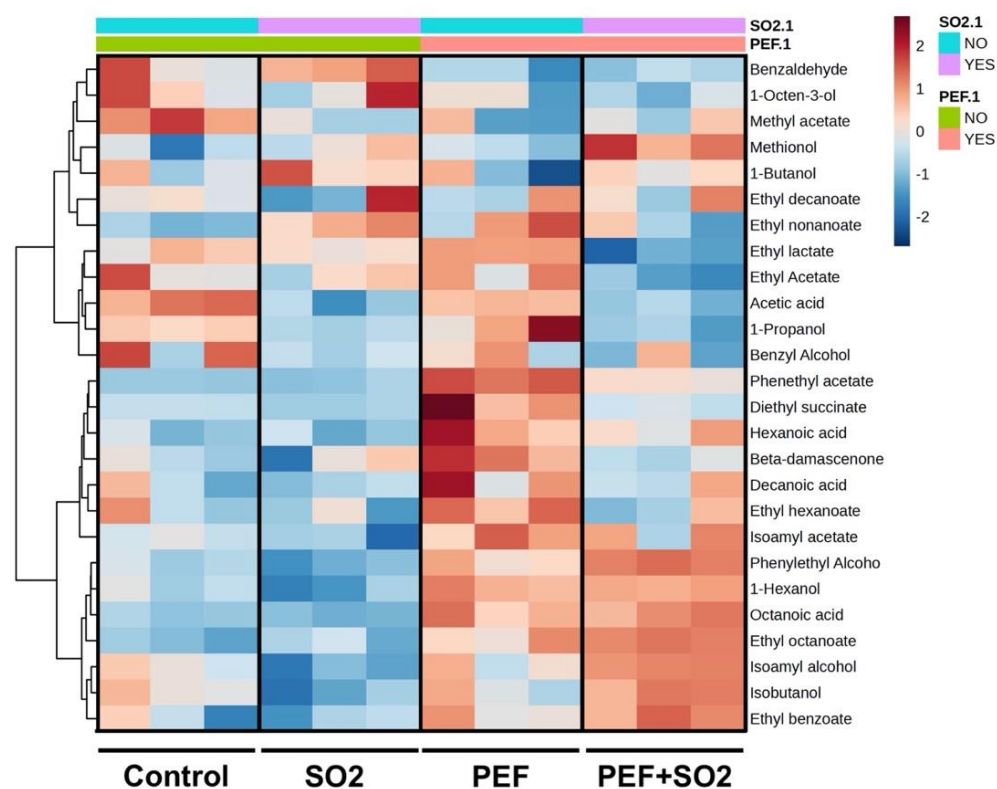 SO2.1
PEF.1
Benzaldehyde
1-Octen-3-ol
Methyl acetate
Methionol
1-Butanol
Ethyl decanoate
Ethyl nonanoate
Ethyl lactate
Ethyl Acetate
Acetic acid
1-Propanol
Benzyl Alcohol
Phenethyl acetate
Diethyl succinate
Hexanoic acid
Beta-damascenone
Decanoic acid
Ethyl hexanoate
Isoamyl acetate
Phenylethyl Alcoho
1-Hexanol
Octanoic acid
Ethyl octanoate
Isoamyl alcohol
Isobutanol
Ethyl benzoate
2
1
0
-1
-2
SO2.1
NO
YES
PEF.1
NO
YES
Control SO2 PEF PEF+SO2